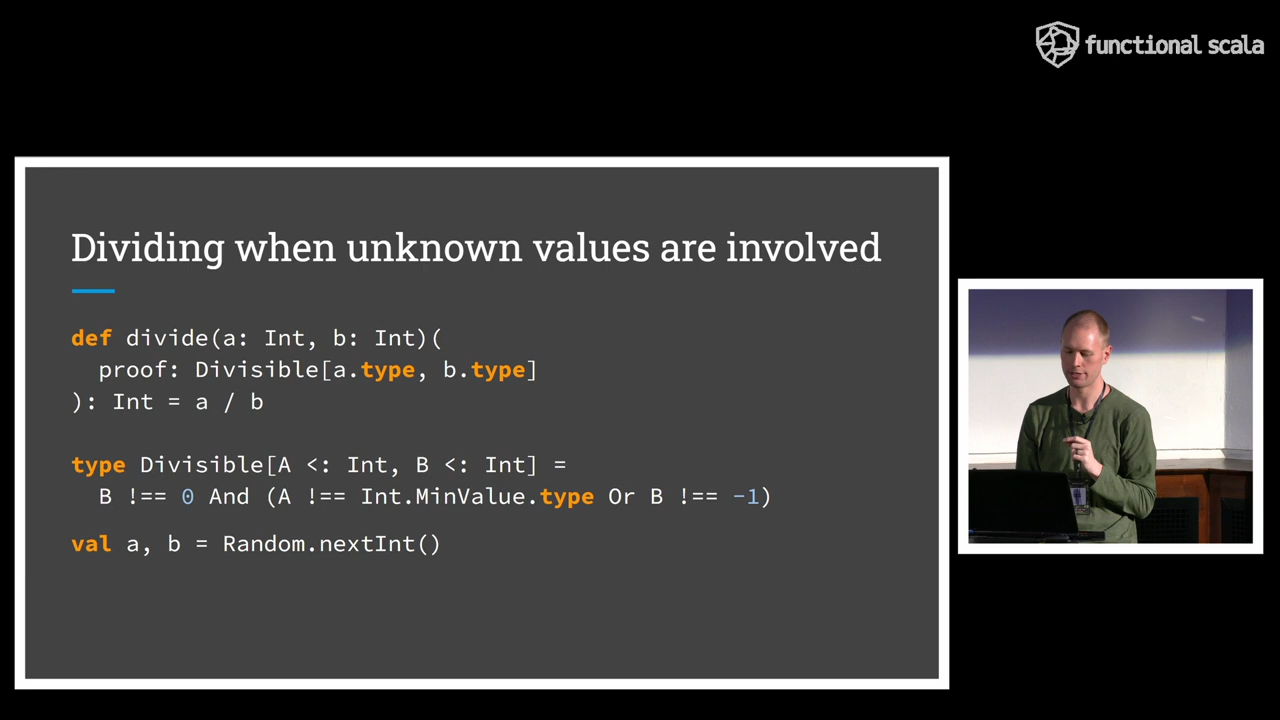 functional scala
Dividing when unknown values are involved
def divide(a: Int, b: Int)(
  proof: Divisible[a.type, b.type]
): Int = a / b
type Divisible[A <: Int, B <: Int] =
  B !== 0 And (A !== Int.MinValue.type Or B !== -1)
val a, b = Random.nextInt()